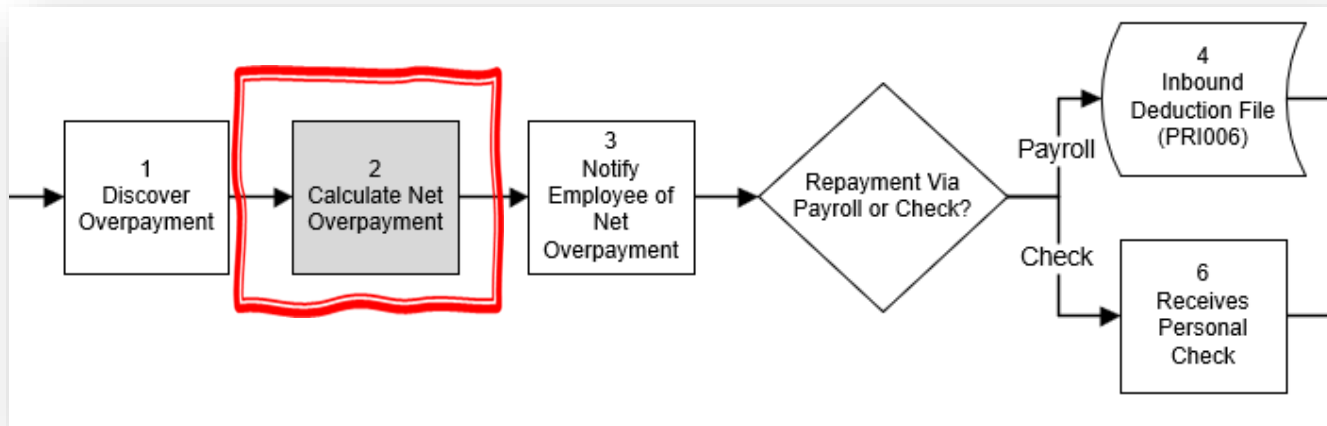 1
Discover
Overpayment
2
Calculate Net
Overpayment
3
Notify
Employee of
Net
Overpayment
Repayment Via
Payroll or Check?
Payroll
4
Inbound
Deduction File
(PRI006)
Check
6
Receives
Personal
Check